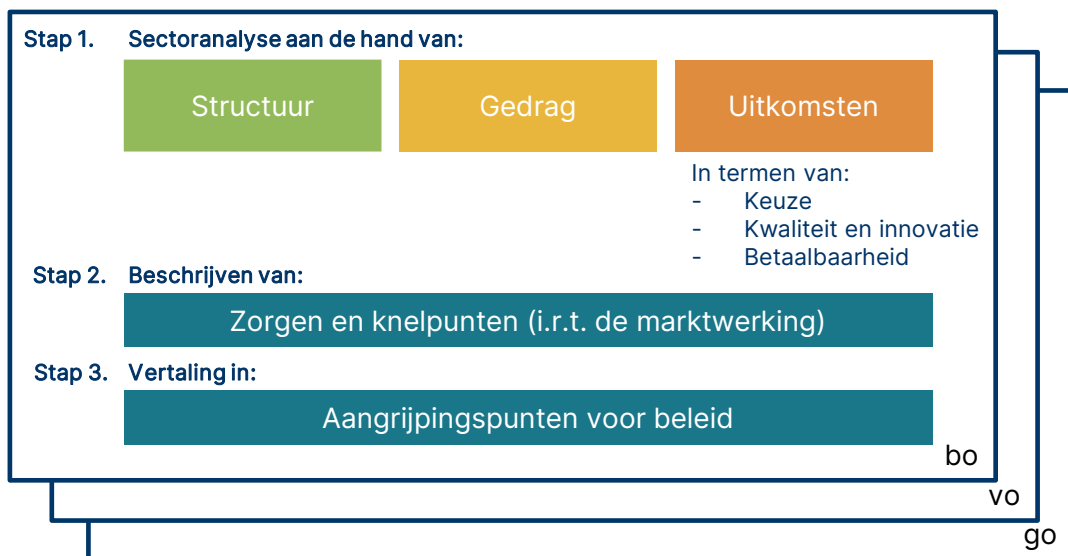 Stap 1. Sectoranalyse aan de hand van:
Structuur
Gedrag
Uitkomsten
In termen van:
- Keuze
- Kwaliteit en innovatie
- Betaalbaarheid
Stap 2. Beschrijven van:
Zorgen en knelpunten (i.r.t. de marktwerking)
Stap 3. Vertaling in:
Aangrijpingspunten voor beleid
bo
vo
go